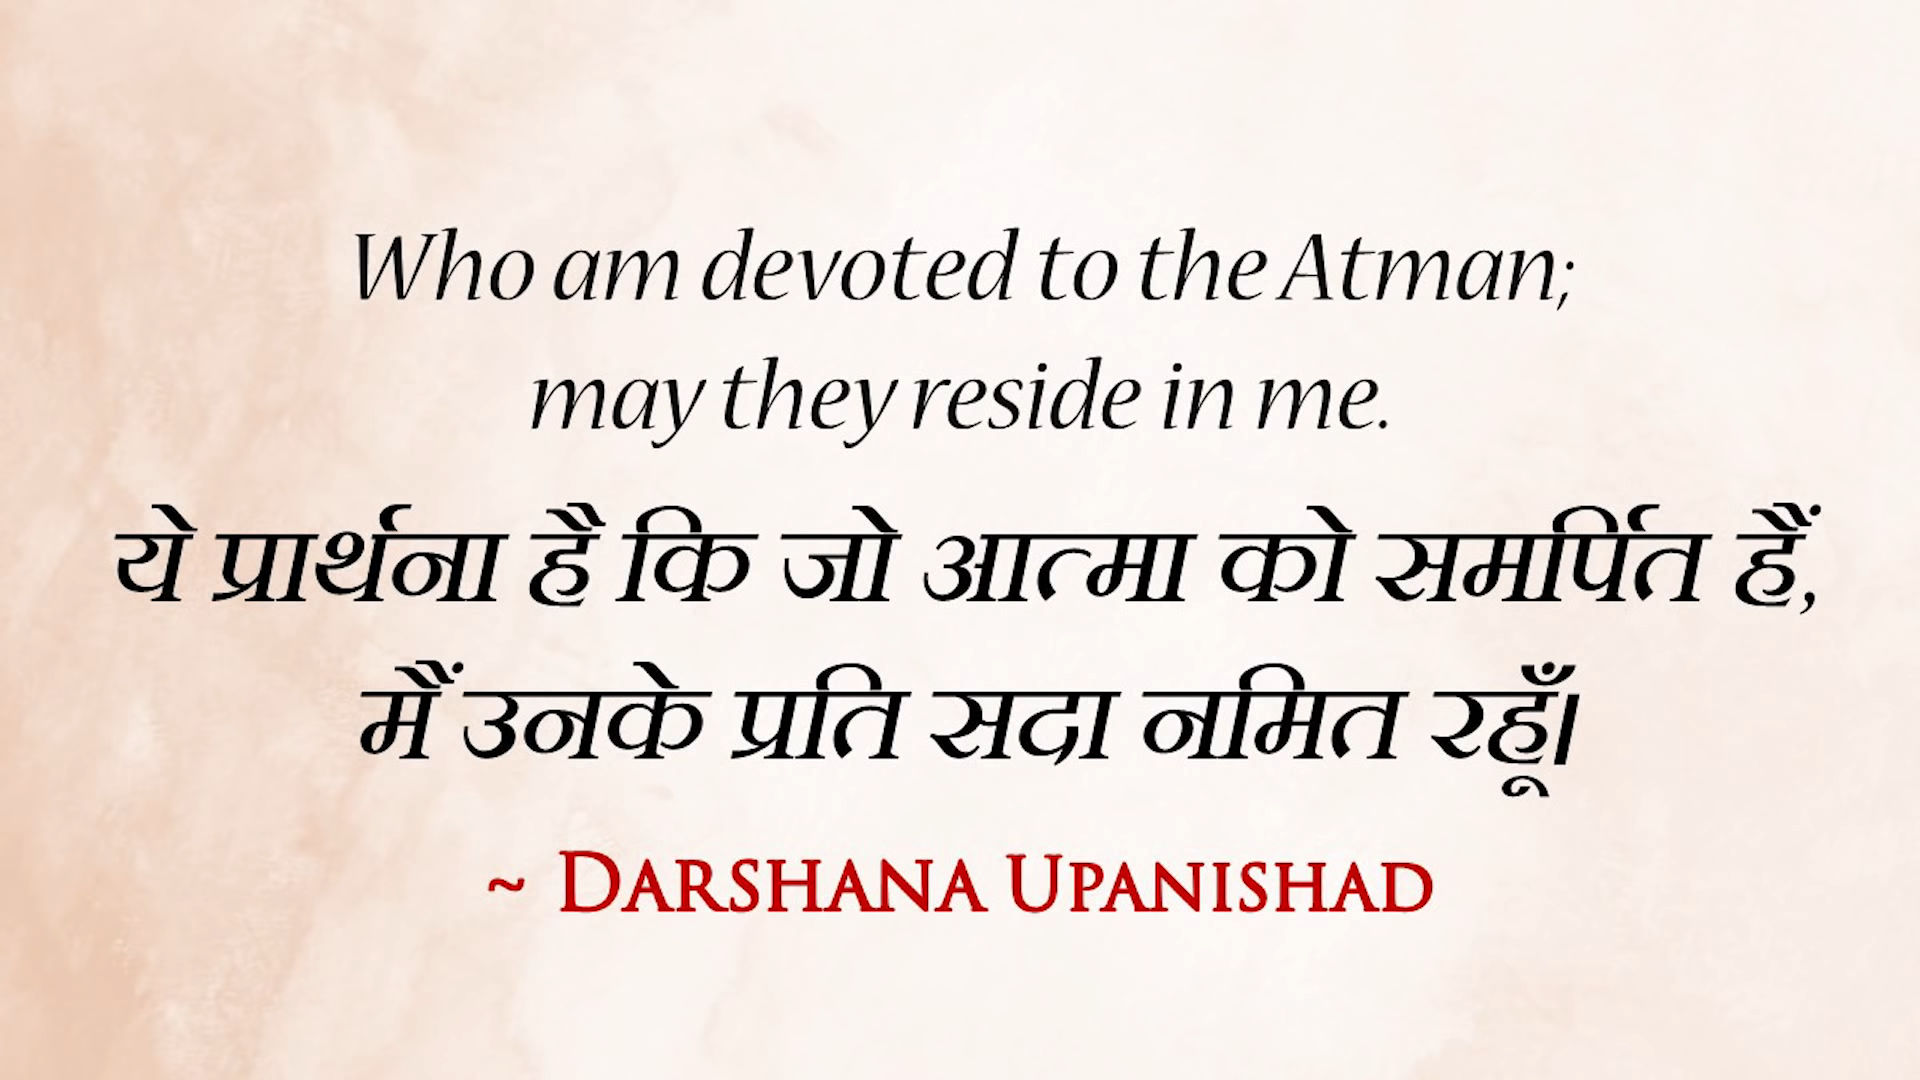 Who am devoted to the Atman;
may they reside in me.
ये प्रार्थना है कि जो आत्मा को समर्पित हैं,
मैं उनके प्रति सदा नमित रहूँ।
~ DARSHANA UPANISHAD